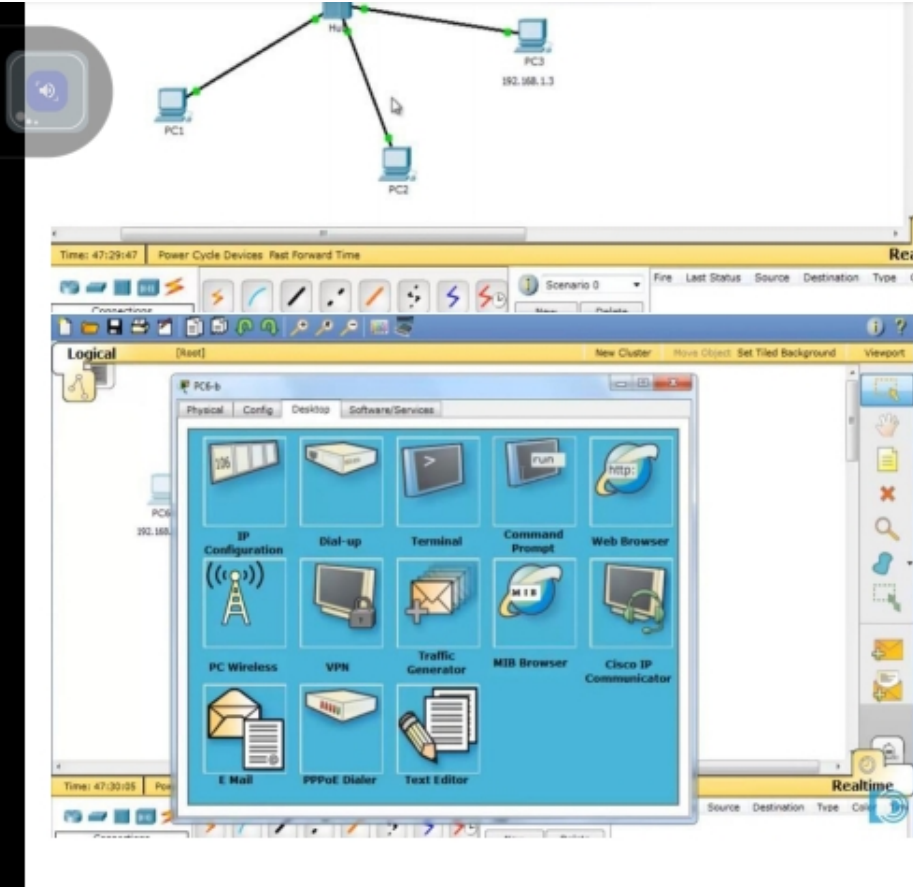 Hub
PC3
192.168.1.3
PC1
PC2
Time: 47:29:47 Power Cycle Devices Fast Forward Time
Scenario 0
Fire Last Status Source Destination Type
Connections
New Delete
Logical [Root] New Cluster Move Object Set Tiled Background Viewport
PC6-b
Physical Config Desktop Software/Services
106
run
http:
IP Configuration
Dial-up
Terminal
Command Prompt
Web Browser
MIB
PC Wireless
VPN
Traffic Generator
MIB Browser
Cisco IP Communicator
E Mail
PPPoE Dialer
Text Editor
Time: 47:30:05
Realtime
Source Destination Type